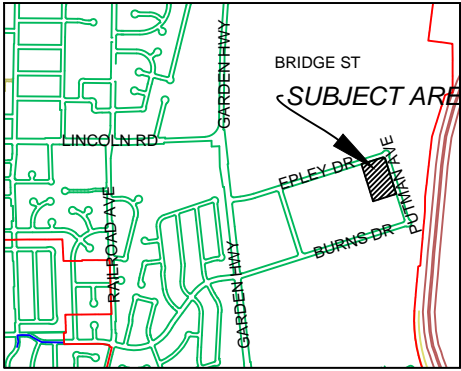 GARDEN HWY
BRIDGE ST
SUBJECT ARE
LINCOLN RD
EPLEY DR
PUTMAN AVE
RAILROAD AVE
GARDEN HWY
BURNS DR